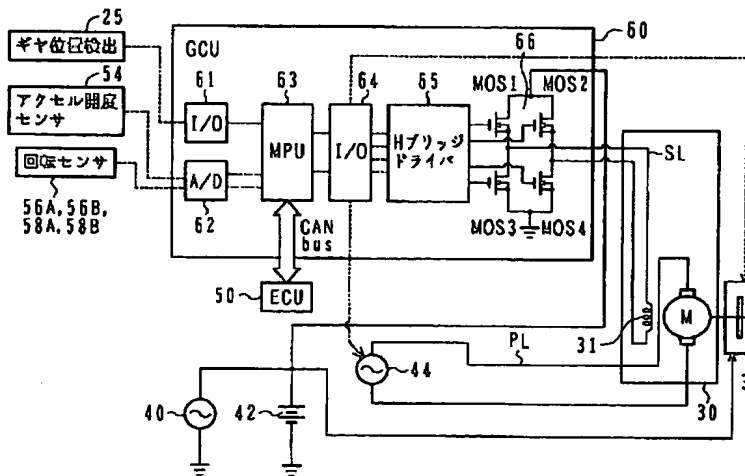 25
ギヤ位置検出
54
アクセル開度
センサ
回転センサ
56A,56B,
58A,58B
GCU
60
61
I/O
62
A/D
63
MPU
64
I/O
65
Hブリッジ
ドライバ
66
MOS1
MOS2
MOS3
MOS4
SL
CAN
bus
50
ECU
PL
31
M
30
3
40
42
44